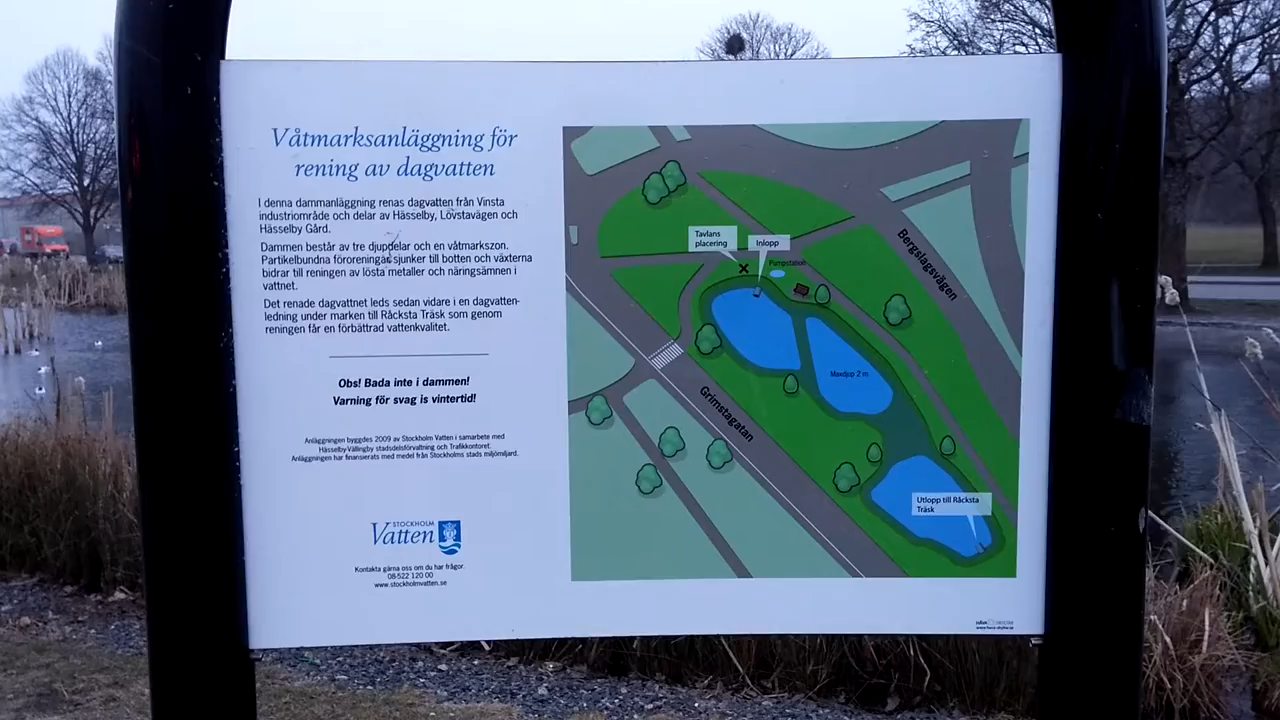 Våtmarksanläggning för
rening av dagvatten
I denna dammanläggning renas dagvatten från Vinsta
industriområde och delar av Hässelby, Lövstavägen och
Hässelby Gård.
Dammen består av tre djupdelar och en våtmarkszon.
Partikelbundna föroreningar sjunker till botten och växterna
bidrar till reningen av lösta metaller och näringsämnen i
vattnet.
Det renade dagvattnet leds sedan vidare i en dagvatten-
ledning under marken till Råcksta Träsk som genom
reningen får en förbättrad vattenkvalitet.
Obs! Bada inte i dammen!
Varning för svag is vintertid!
Anläggningen byggdes 2009 av Stockholm Vatten i samarbete med
Hässelby-Vällingby stadsdelsförvaltning och Trafikkontoret.
Anläggningen har finansierats med medel från Stockholms stads miljömiljard.
STOCKHOLM
Vatten
Kontakta gärna oss om du har frågor.
08-522 120 00
www.stockholmvatten.se
Tavlans
placering
Inlopp
Pumpstation
Bergslagsvägen
Maxdjup 2 m
Grimstagatan
Utlopp till Råcksta
Träsk